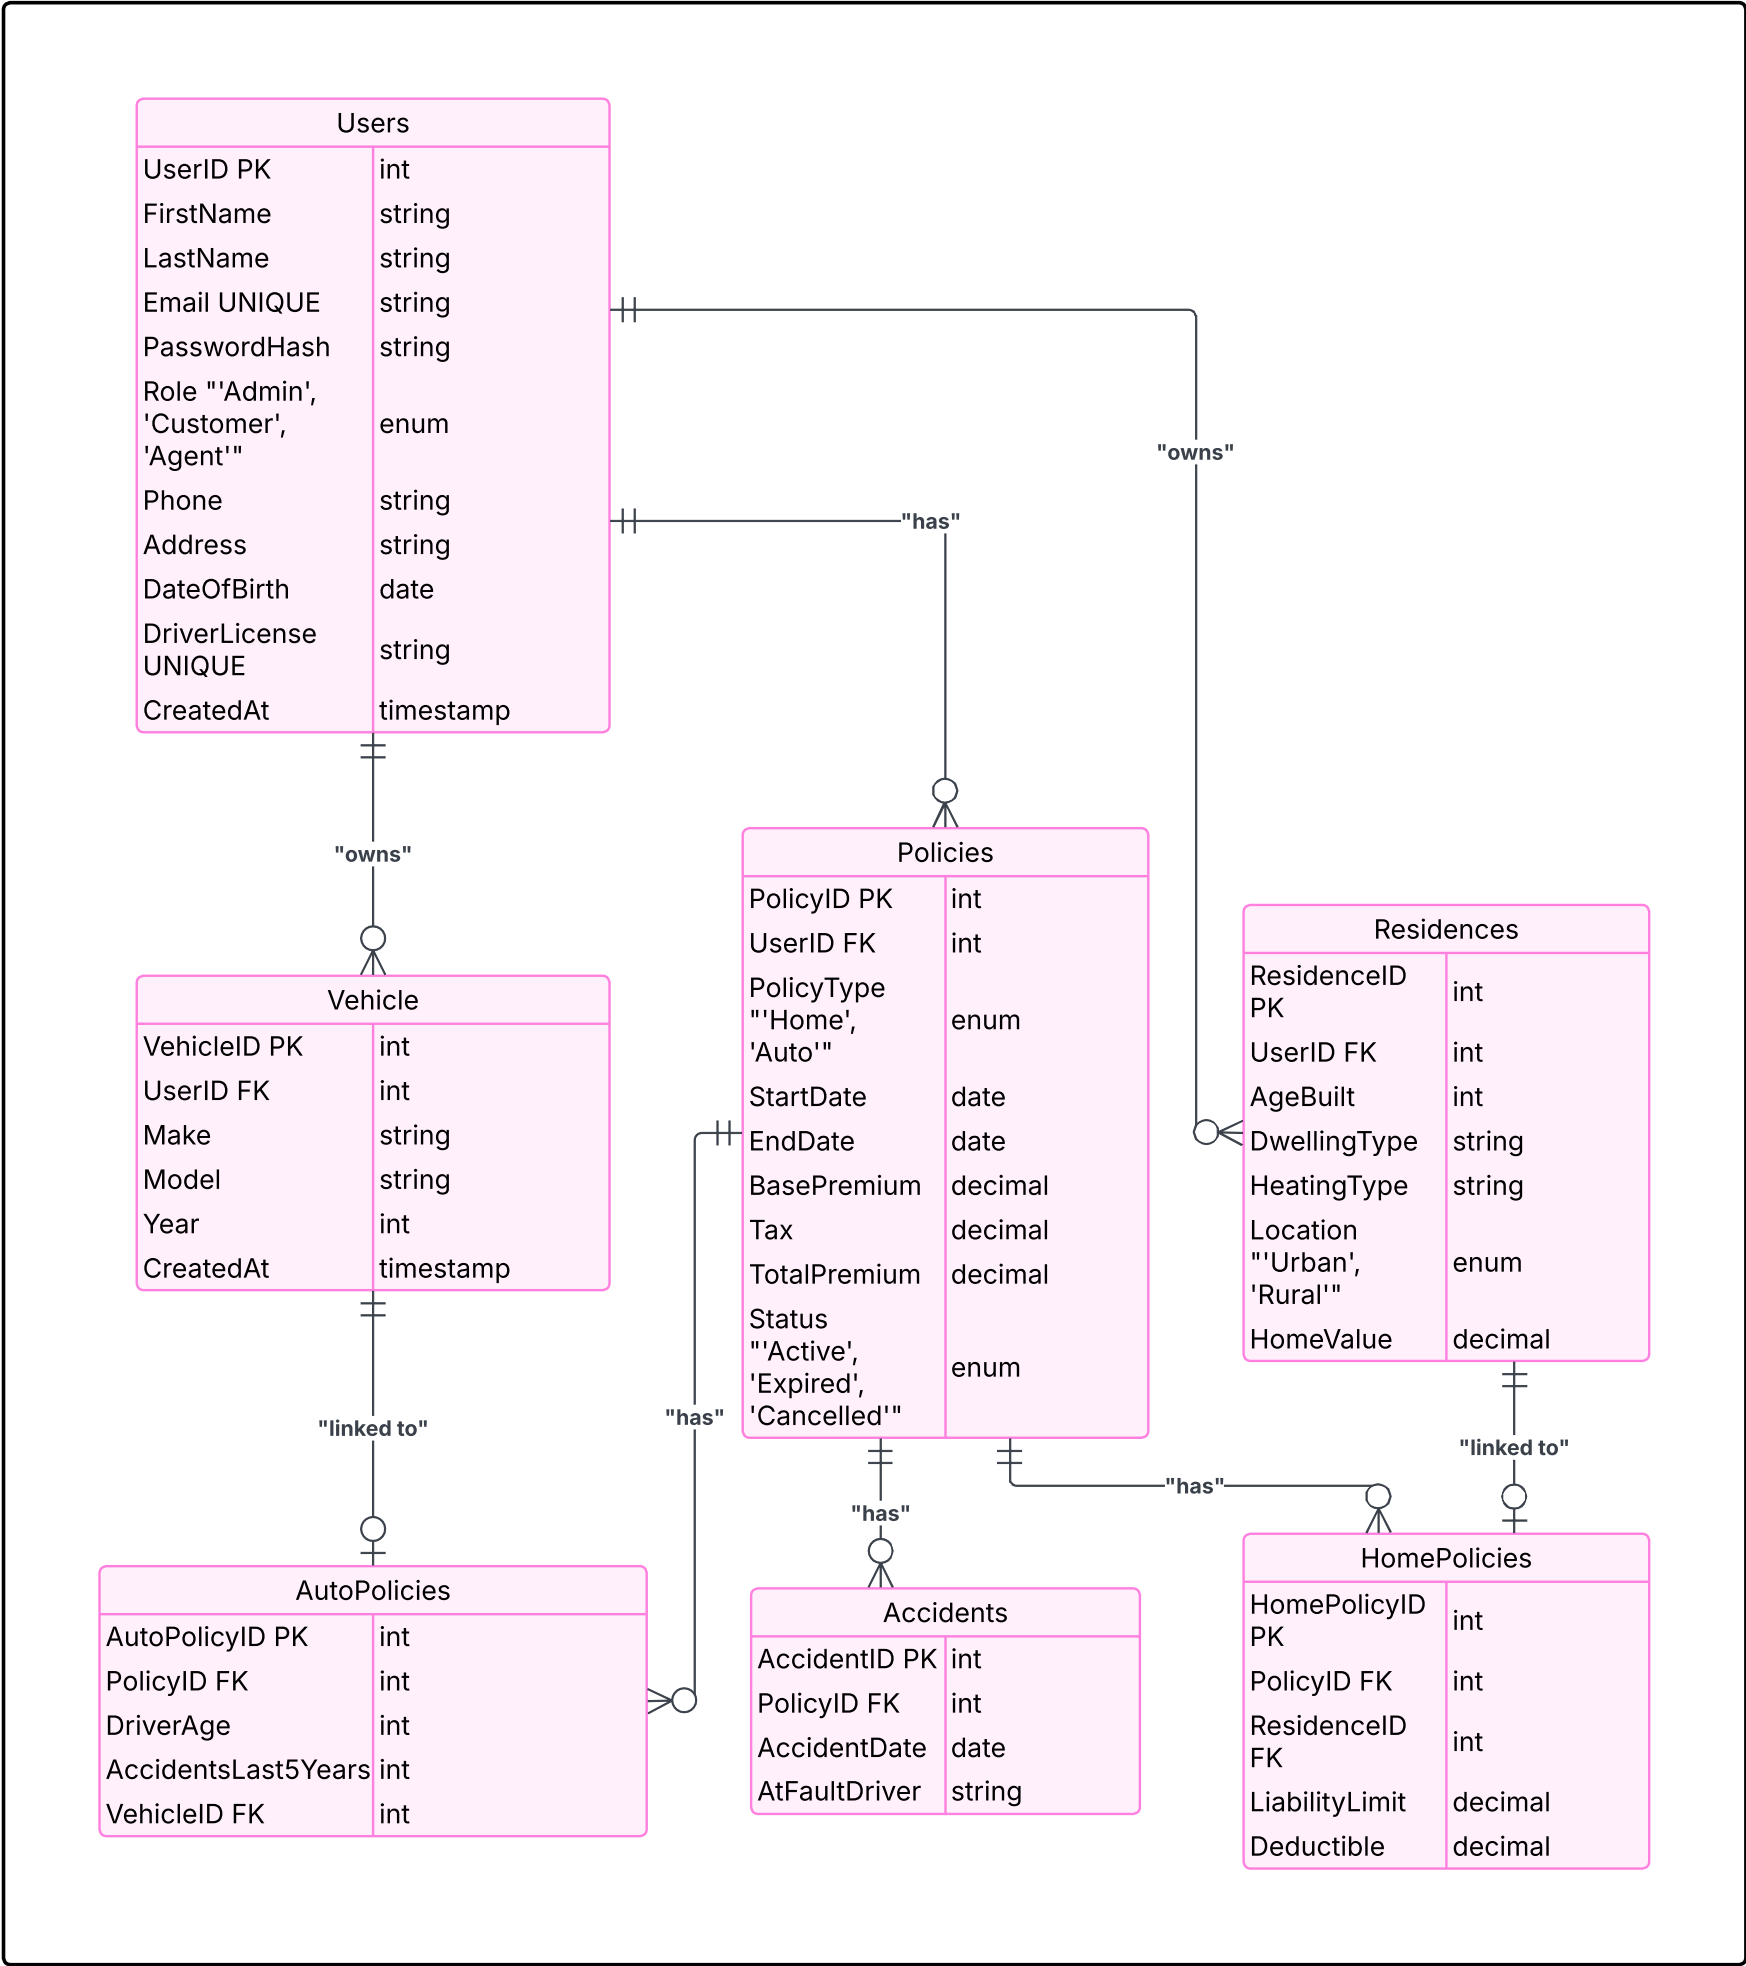 Users
UserID PK int
FirstName string
LastName string
Email UNIQUE string
PasswordHash string
Role "'Admin',
'Customer', enum
'Agent'"
Phone string
Address string
DateOfBirth date
DriverLicense
UNIQUE string
CreatedAt timestamp
"owns"
"has"
"owns"
Vehicle
VehicleID PK int
UserID FK int
Make string
Model string
Year int
CreatedAt timestamp
Policies
PolicyID PK int
UserID FK int
PolicyType
"'Home', enum
'Auto'"
StartDate date
EndDate date
BasePremium decimal
Tax decimal
TotalPremium decimal
Status
"'Active', enum
'Expired',
'Cancelled'"
Residences
ResidenceID
PK int
UserID FK int
AgeBuilt int
DwellingType string
HeatingType string
Location
"'Urban', enum
'Rural'"
HomeValue decimal
"linked to"
"has"
"has"
"has"
"linked to"
AutoPolicies
AutoPolicyID PK int
PolicyID FK int
DriverAge int
AccidentsLast5Years int
VehicleID FK int
Accidents
AccidentID PK int
PolicyID FK int
AccidentDate date
AtFaultDriver string
HomePolicies
HomePolicyID
PK int
PolicyID FK int
ResidenceID
FK int
LiabilityLimit decimal
Deductible decimal